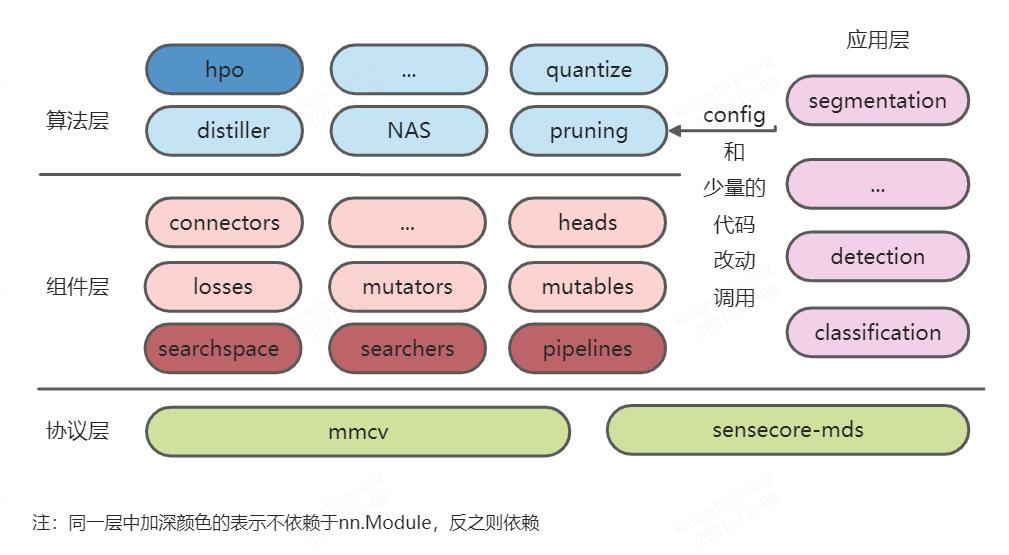 应用层
hpo
...
quantize
segmentation
算法层
distiller
NAS
pruning
config
和
少量的
代码
改动
调用
...
connectors
...
heads
detection
组件层
losses
mutators
mutables
classification
searchspace
searchers
pipelines
协议层
mmcv
sensecore-mds
注：同一层中加深颜色的表示不依赖于nn.Module，反之则依赖